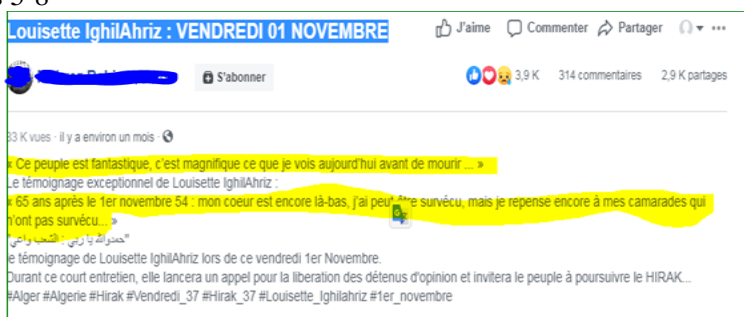 Louisette IghilAhriz : VENDREDI 01 NOVEMBRE
J'aime Commenter Partager
S'abonner
3,9 K 314 commentaires 2,9 K partages
33 K vues · il y a environ un mois ·
« Ce peuple est fantastique, c'est magnifique ce que je vois aujourd'hui avant de mourir ... »
Le témoignage exceptionnel de Louisette IghilAhriz :
« 65 ans après le 1er novembre 54 : mon coeur est encore là-bas, j'ai peut être survécu, mais je repense encore à mes camarades qui
n'ont pas survécu... »
"حمدوالله يا ربي : الشعب واعي"
le témoignage de Louisette IghilAhriz lors de ce vendredi 1er Novembre.
Durant ce court entretien, elle lancera un appel pour la liberation des détenus d'opinion et invitera le peuple à poursuivre le HIRAK...
#Alger #Algerie #Hirak #Vendredi_37 #Hirak_37 #Louisette_Ighilahriz #1er_novembre